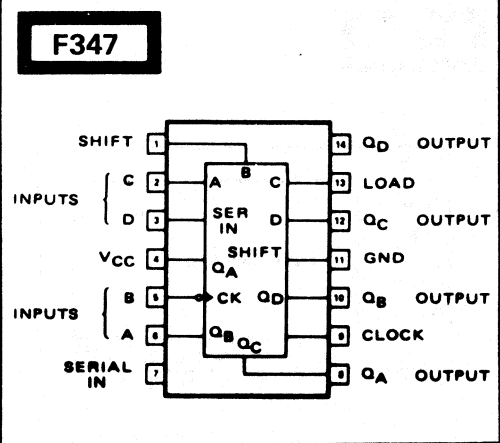 F347
SHIFT 1
INPUTS
C 2
D 3
VCC 4
INPUTS
B 5
A 6
SERIAL IN 7
B
A C
SER IN D
SHIFT
QA
CK QD
QB QC
14 QD OUTPUT
13 LOAD
12 QC OUTPUT
11 GND
10 QB OUTPUT
9 CLOCK
8 QA OUTPUT